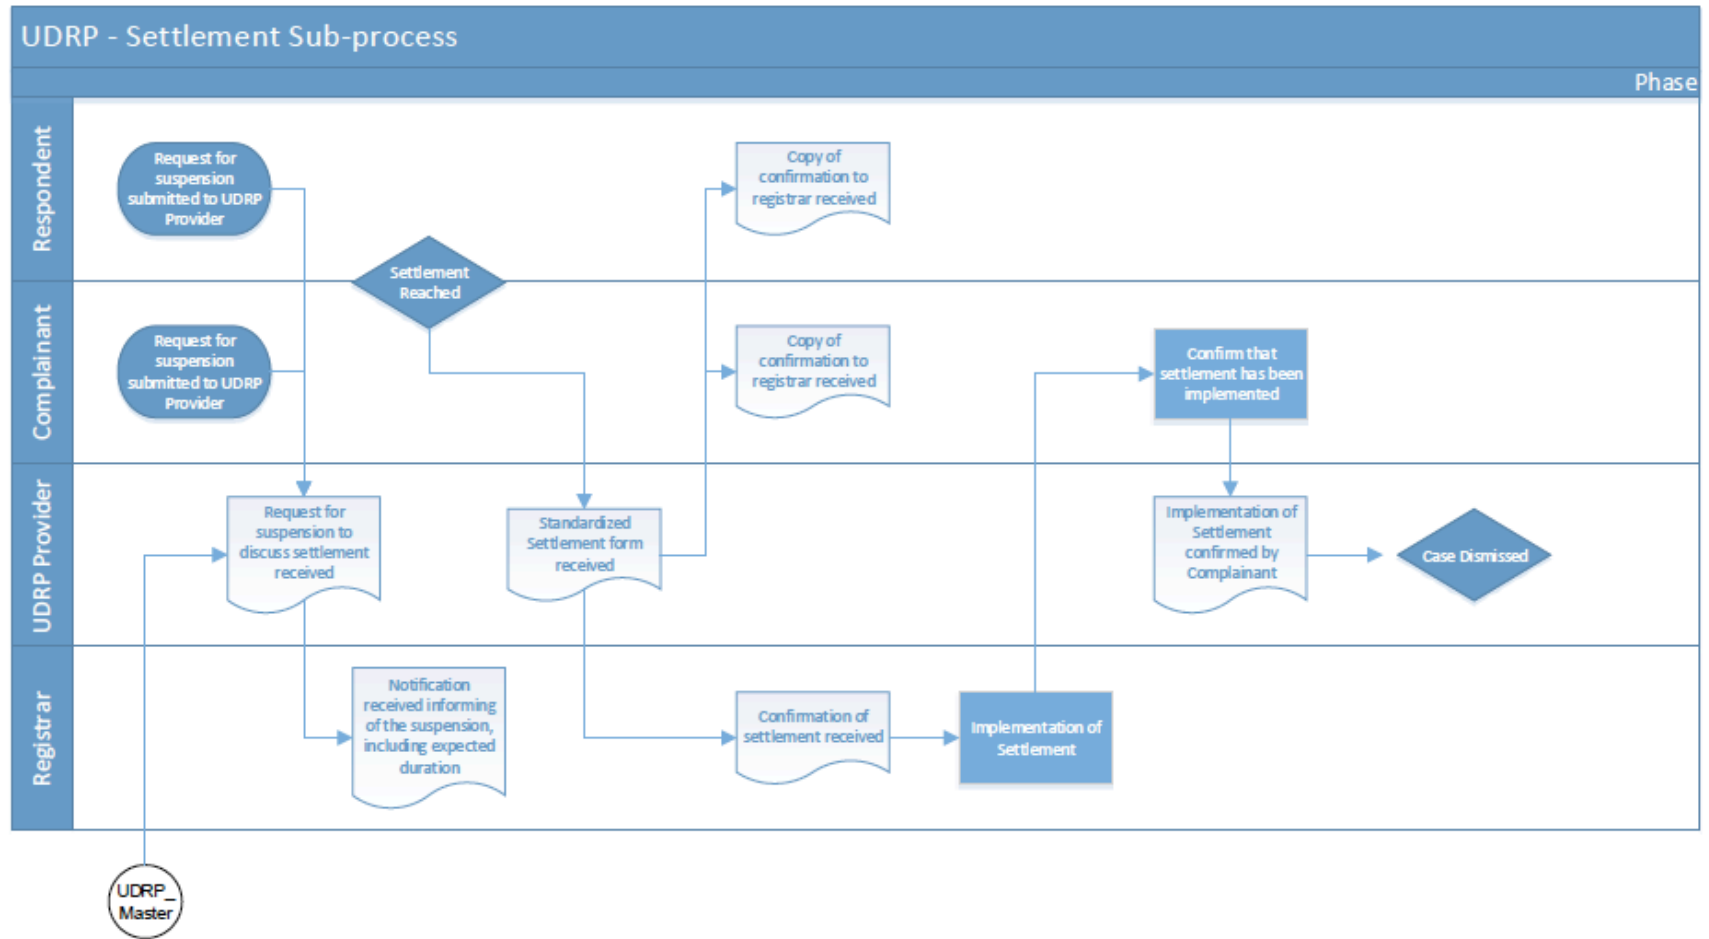 UDRP - Settlement Sub-process
Phase
Respondent
Request for
suspension
submitted to UDRP
Provider
Settlement
Reached
Copy of
confirmation to
registrar received
Complainant
Request for
suspension
submitted to UDRP
Provider
Copy of
confirmation to
registrar received
Confirm that
settlement has been
implemented
UDRP Provider
Request for
suspension to
discuss settlement
received
Standardized
Settlement form
received
Implementation of
Settlement
confirmed by
Complainant
Case Dismissed
Registrar
Notification
received informing
of the suspension,
including expected
duration
Confirmation of
settlement received
Implementation of
Settlement
UDRP_
Master